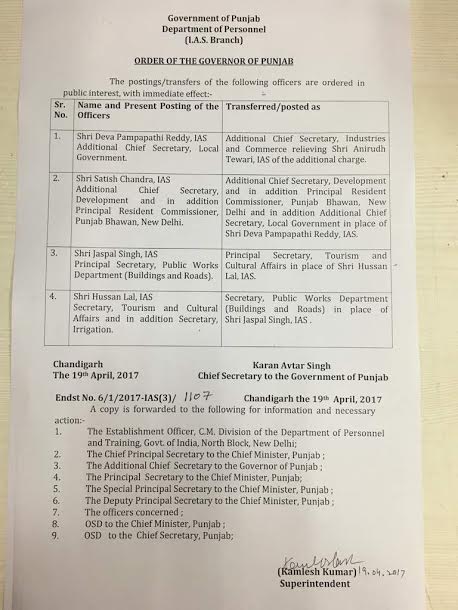 Government of Punjab
Department of Personnel
(I.A.S. Branch)
ORDER OF THE GOVERNOR OF PUNJAB
The postings/transfers of the following officers are ordered in
public interest, with immediate effect:-
Sr. No.
Name and Present Posting of the Officers
Transferred/posted as
1.
Shri Deva Pampapathi Reddy, IAS
Additional Chief Secretary, Local
Government.
Additional Chief Secretary, Industries
and Commerce relieving Shri Anirudh
Tewari, IAS of the additional charge.
2.
Shri Satish Chandra, IAS
Additional Chief Secretary,
Development and in addition
Principal Resident Commissioner,
Punjab Bhawan, New Delhi.
Additional Chief Secretary, Development
and in addition Principal Resident
Commissioner, Punjab Bhawan, New
Delhi and in addition Additional Chief
Secretary, Local Government in place of
Shri Deva Pampapathi Reddy, IAS.
3.
Shri Jaspal Singh, IAS
Principal Secretary, Public Works
Department (Buildings and Roads).
Principal Secretary, Tourism and
Cultural Affairs in place of Shri Hussan
Lal, IAS.
4.
Shri Hussan Lal, IAS
Secretary, Tourism and Cultural
Affairs and in addition Secretary,
Irrigation.
Secretary, Public Works Department
(Buildings and Roads) in place of
Shri Jaspal Singh, IAS .
Chandigarh
The 19th April, 2017
Karan Avtar Singh
Chief Secretary to the Government of Punjab
Endst No. 6/1/2017-IAS(3)/ 1107 Chandigarh the 19th April, 2017
A copy is forwarded to the following for information and necessary
action:-
1. The Establishment Officer, C.M. Division of the Department of Personnel
and Training, Govt. of India, North Block, New Delhi;
2. The Chief Principal Secretary to the Chief Minister, Punjab ;
3. The Additional Chief Secretary to the Governor of Punjab ;
4. The Principal Secretary to the Chief Minister, Punjab;
5. The Special Principal Secretary to the Chief Minister, Punjab ;
6. The Deputy Principal Secretary to the Chief Minister, Punjab ;
7. The officers concerned ;
8. OSD to the Chief Minister, Punjab ;
9. OSD to the Chief Secretary, Punjab;
(Kamlesh Kumar) 19.04.2017
Superintendent